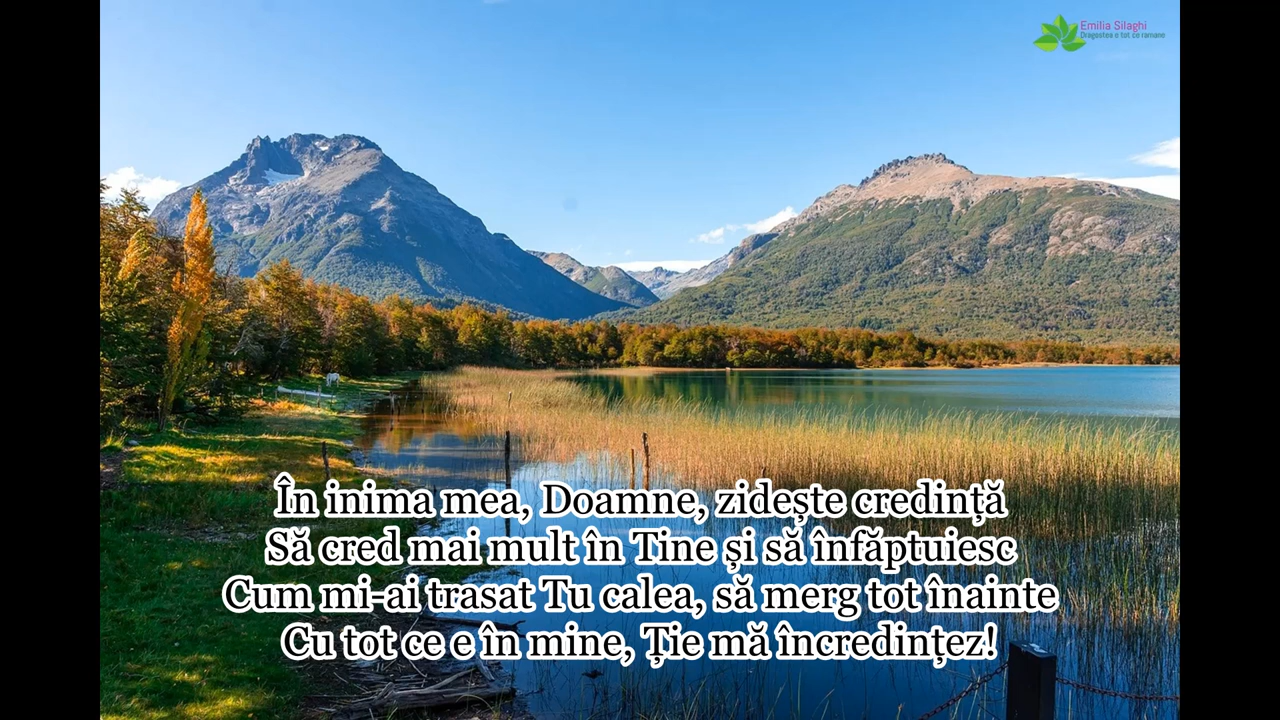 Emilia Silaghi
Dragostea e tot ce ramane
În inima mea, Doamne, zidește credință
Să cred mai mult în Tine și să înfăptuiesc
Cum mi-ai trasat Tu calea, să merg tot înainte
Cu tot ce e în mine, Ție mă încredințez!